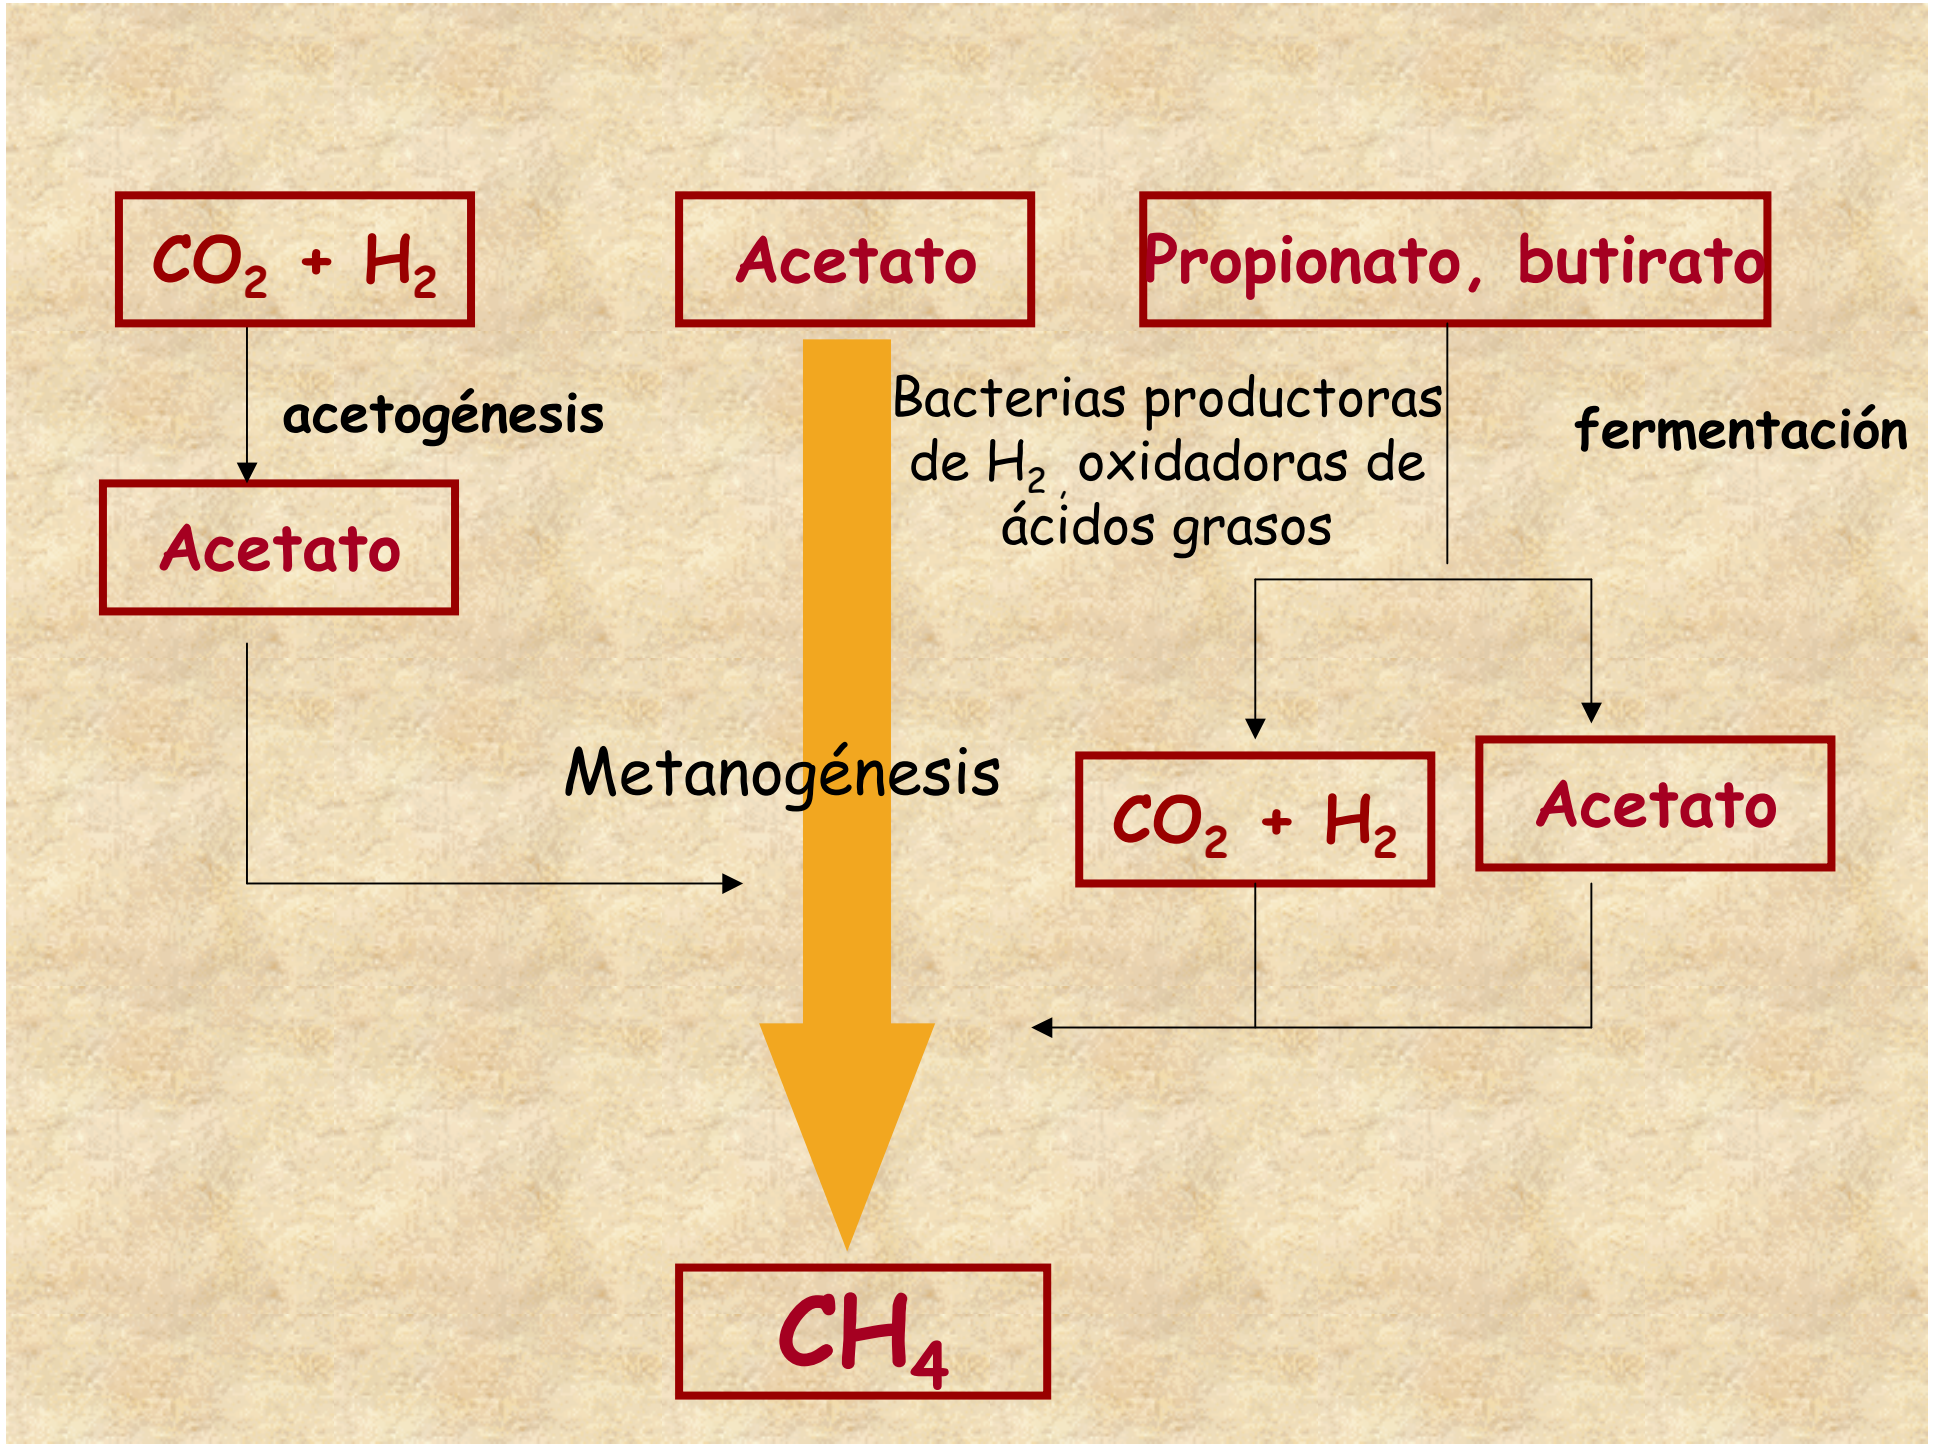 CO₂ + H₂
Acetato
Propionato, butirato
acetogénesis
Bacterias productoras
de H₂, oxidadoras de
ácidos grasos
fermentación
Acetato
Metanogénesis
CO₂ + H₂
Acetato
CH₄